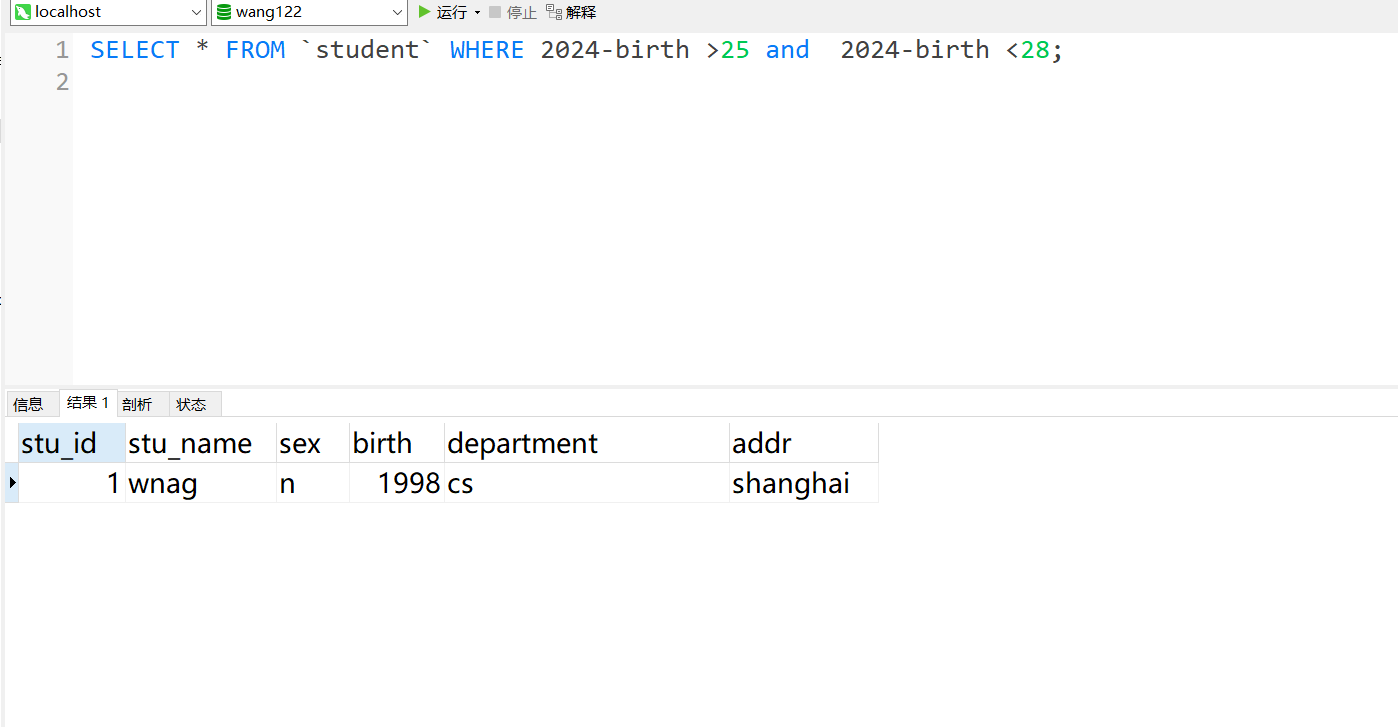 localhost wang122 运行 停止 解释
1 SELECT * FROM `student` WHERE 2024-birth >25 and  2024-birth <28;
2
信息 结果 1 剖析 状态
stu_id stu_name sex birth department addr
1 wnag n 1998 cs shanghai